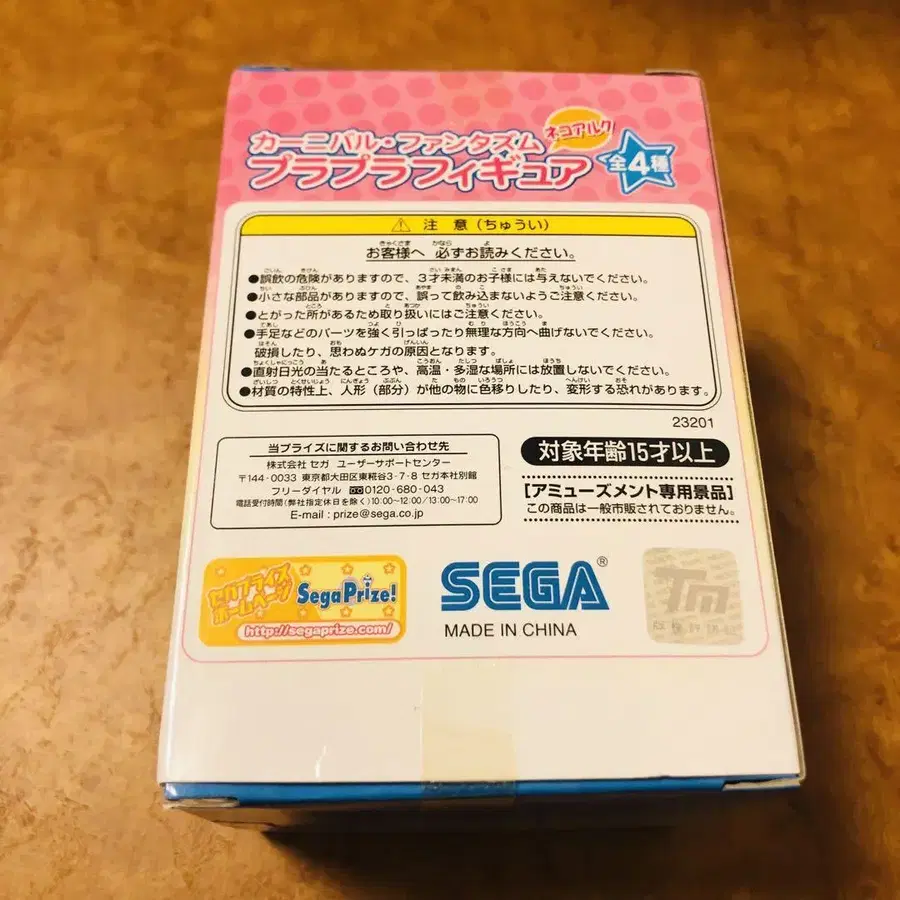 カーニバル・ファンタズム
ネコアルク
プラプラフィギュア
全4種
⚠ 注意（ちゅうい）
お客様へ 必ずお読みください。
●誤飲の危険がありますので、3才未満のお子様には与えないでください。
●小さな部品がありますので、誤って飲み込まないようご注意ください。
●とがった所があるため取り扱いにはご注意ください。
●手足などのパーツを強く引っぱったり無理な方向へ曲げないでください。
破損したり、思わぬケガの原因となります。
●直射日光の当たるところや、高温・多湿な場所には放置しないでください。
●材質の特性上、人形（部分）が他の物に色移りしたり、変形する恐れがあります。
23201
当プライズに関するお問い合わせ先
株式会社 セガ ユーザーサポートセンター
〒144-0033 東京都大田区東糀谷3-7-8 セガ本社別館
フリーダイヤル 0120-680-043
電話受付時間（弊社指定休日を除く）10:00～12:00/13:00～17:00
E-mail : prize@sega.co.jp
対象年齢15才以上
【アミューズメント専用景品】
この商品は一般市販されておりません。
セガプライズ
ホームページ
SegaPrize!
http://segaprize.com/
SEGA®
MADE IN CHINA
TM